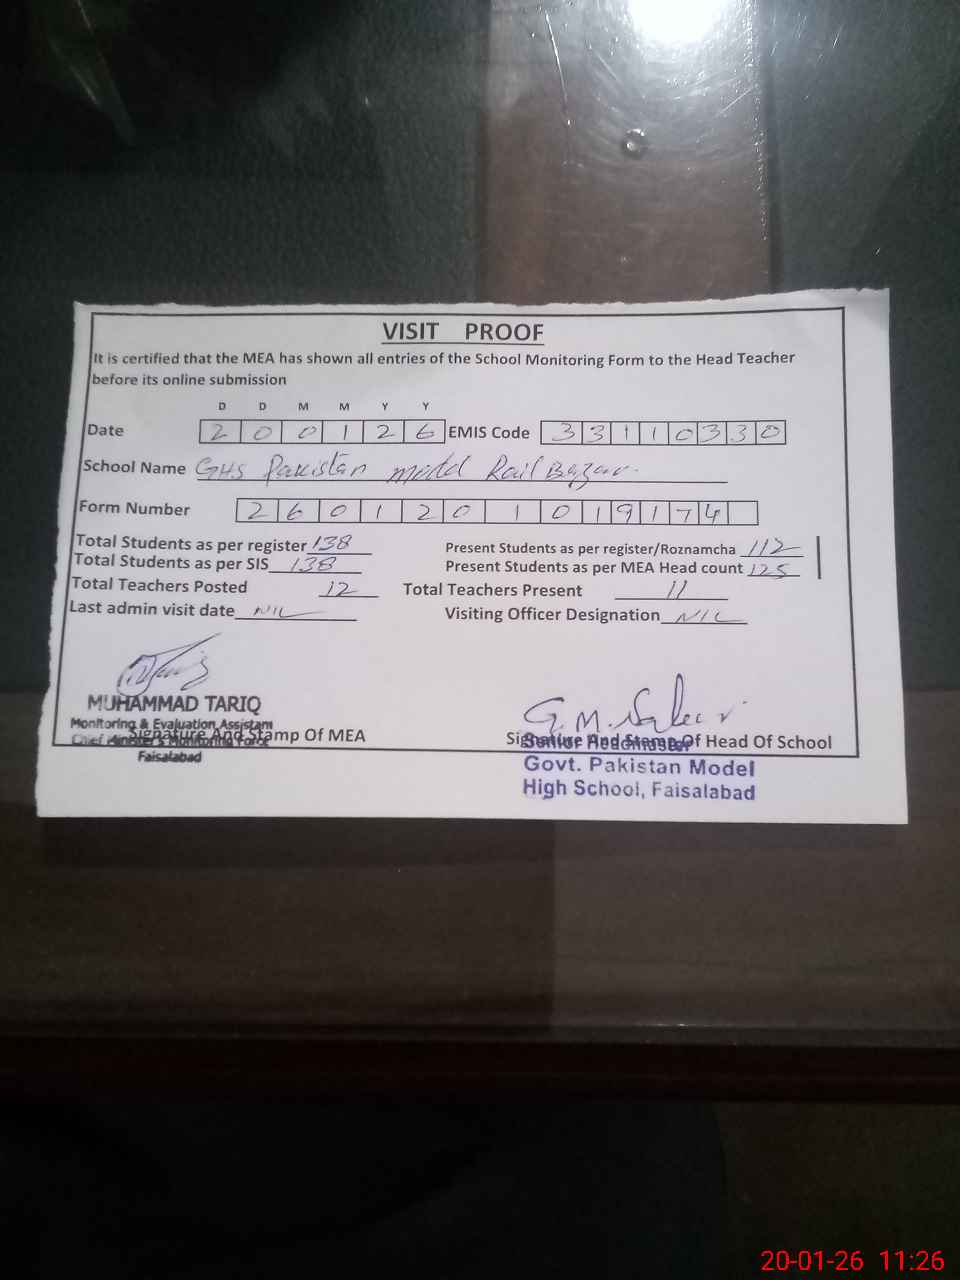 VISIT PROOF
It is certified that the MEA has shown all entries of the School Monitoring Form to the Head Teacher
before its online submission
D D M M Y Y
Date 2 0 0 1 2 6 EMIS Code 3 3 1 1 0 3 3 0
School Name GHS Pakistan model Rail Bazar
Form Number 2 6 0 1 2 0 1 0 1 9 1 7 4
Total Students as per register 138 Present Students as per register/Roznamcha 112
Total Students as per SIS 138 Present Students as per MEA Head count 125
Total Teachers Posted 12 Total Teachers Present 11
Last admin visit date NIL Visiting Officer Designation NIL
MUHAMMAD TARIQ
Monitoring & Evaluation Assistant
Chief Minister's Monitoring Force
Signature And Stamp Of MEA
Faisalabad
G.M.
Signature And Stamp Of Head Of School
Senior Headmaster
Govt. Pakistan Model
High School, Faisalabad
20-01-26 11:26